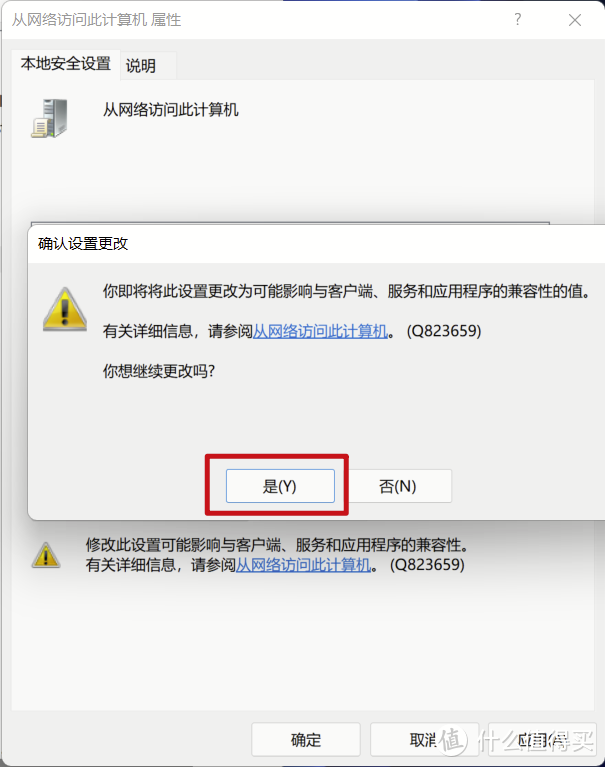 从网络访问此计算机 属性
本地安全设置 说明
从网络访问此计算机
确认设置更改
你即将将此设置更改为可能影响与客户端、服务和应用程序的兼容性的值。
有关详细信息，请参阅从网络访问此计算机。 (Q823659)
你想继续更改吗?
是(Y) 否(N)
修改此设置可能影响与客户端、服务和应用程序的兼容性。
有关详细信息，请参阅从网络访问此计算机。 (Q823659)
确定 取消 应用(A)
值 什么值得买